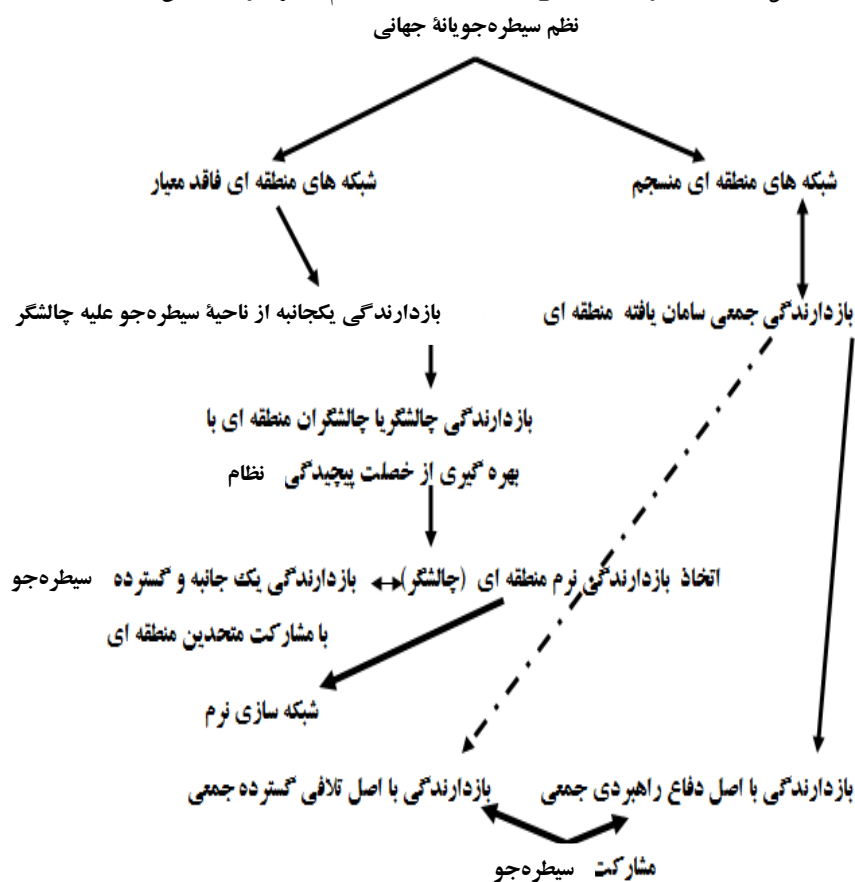 نظم سیطره‌جویانهٔ جهانی
شبکه های منطقه ای منسجم
شبکه های منطقه ای فاقد معیار
بازدارندگی جمعی سامان یافته منطقه ای
بازدارندگی یکجانبه از ناحیهٔ سیطره‌جو علیه چالشگر
بازدارندگی چالشگریا چالشگران منطقه ای با
بهره گیری از خصلت پیچیدگی نظام
اتخاذ بازدارندگی نرم منطقه ای (چالشگر) بازدارندگی یک جانبه و گسترده سیطره‌جو
با مشارکت متحدین منطقه ای
شبکه سازی نرم
بازدارندگی با اصل دفاع راهبردی جمعی بازدارندگی با اصل تلافی گسترده جمعی
مشارکت سیطره‌جو